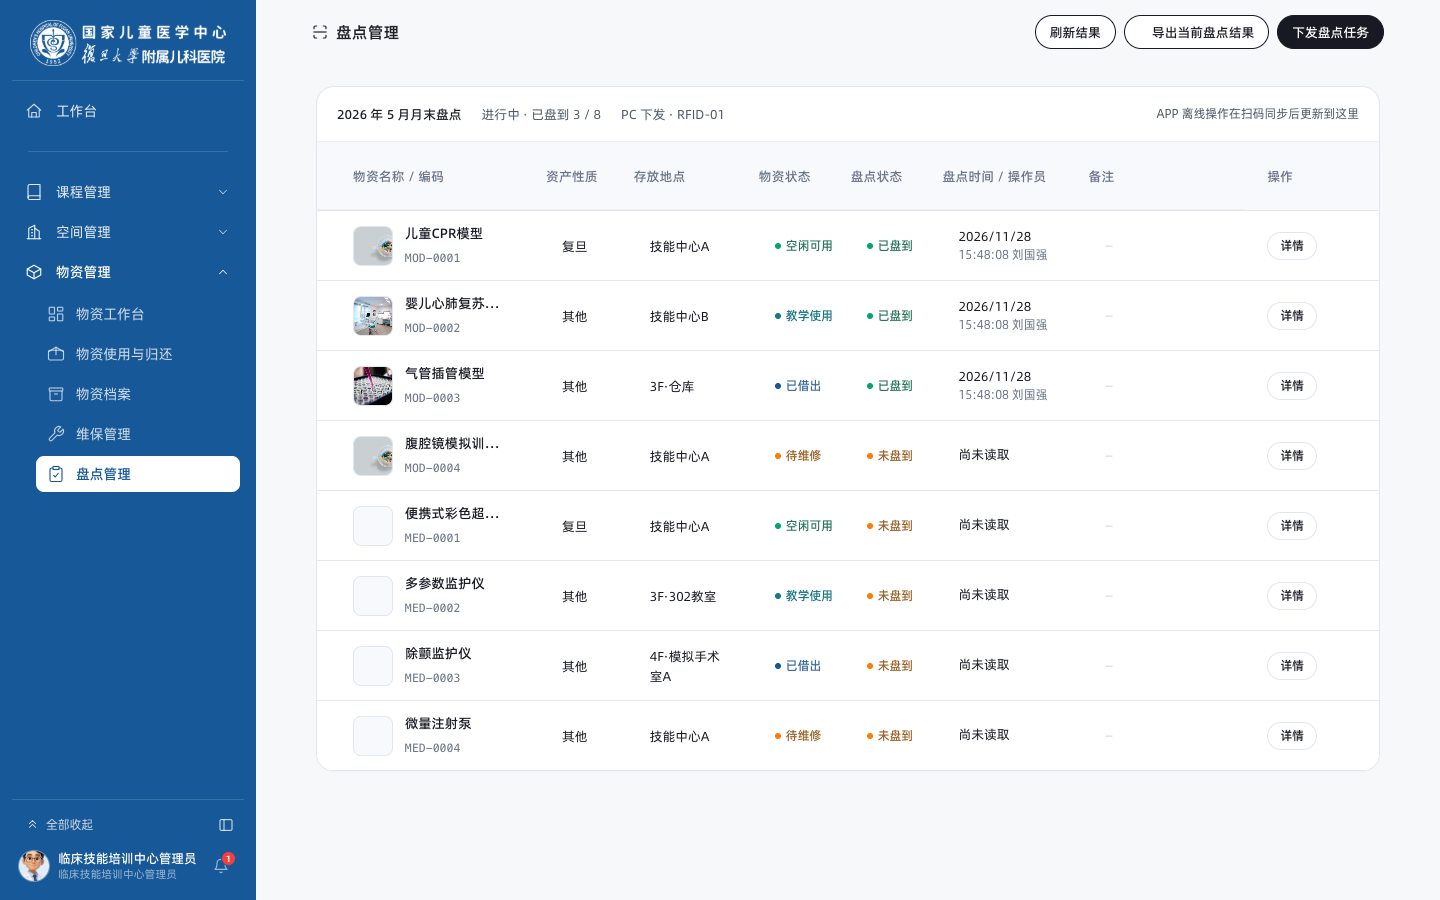 国家儿童医学中心
復旦大学附属儿科医院
工作台
课程管理
空间管理
物资管理
物资工作台
物资使用与归还
物资档案
维保管理
盘点管理
全部收起
临床技能培训中心管理员
临床技能培训中心管理员
1
盘点管理
刷新结果
导出当前盘点结果
下发盘点任务
2026 年 5 月月末盘点 进行中 · 已盘到 3 / 8 PC 下发 · RFID-01 APP 离线操作在扫码同步后更新到这里
物资名称 / 编码 资产性质 存放地点 物资状态 盘点状态 盘点时间 / 操作员 备注 操作
儿童CPR模型
MOD-0001
复旦
技能中心A
空闲可用
已盘到
2026/11/28
15:48:08 刘国强
–
详情
婴儿心肺复苏...
MOD-0002
其他
技能中心B
教学使用
已盘到
2026/11/28
15:48:08 刘国强
–
详情
气管插管模型
MOD-0003
其他
3F·仓库
已借出
已盘到
2026/11/28
15:48:08 刘国强
–
详情
腹腔镜模拟训...
MOD-0004
其他
技能中心A
待维修
未盘到
尚未读取
–
详情
便携式彩色超...
MED-0001
复旦
技能中心A
空闲可用
未盘到
尚未读取
–
详情
多参数监护仪
MED-0002
其他
3F·302教室
教学使用
未盘到
尚未读取
–
详情
除颤监护仪
MED-0003
其他
4F·模拟手术
室A
已借出
未盘到
尚未读取
–
详情
微量注射泵
MED-0004
其他
技能中心A
待维修
未盘到
尚未读取
–
详情